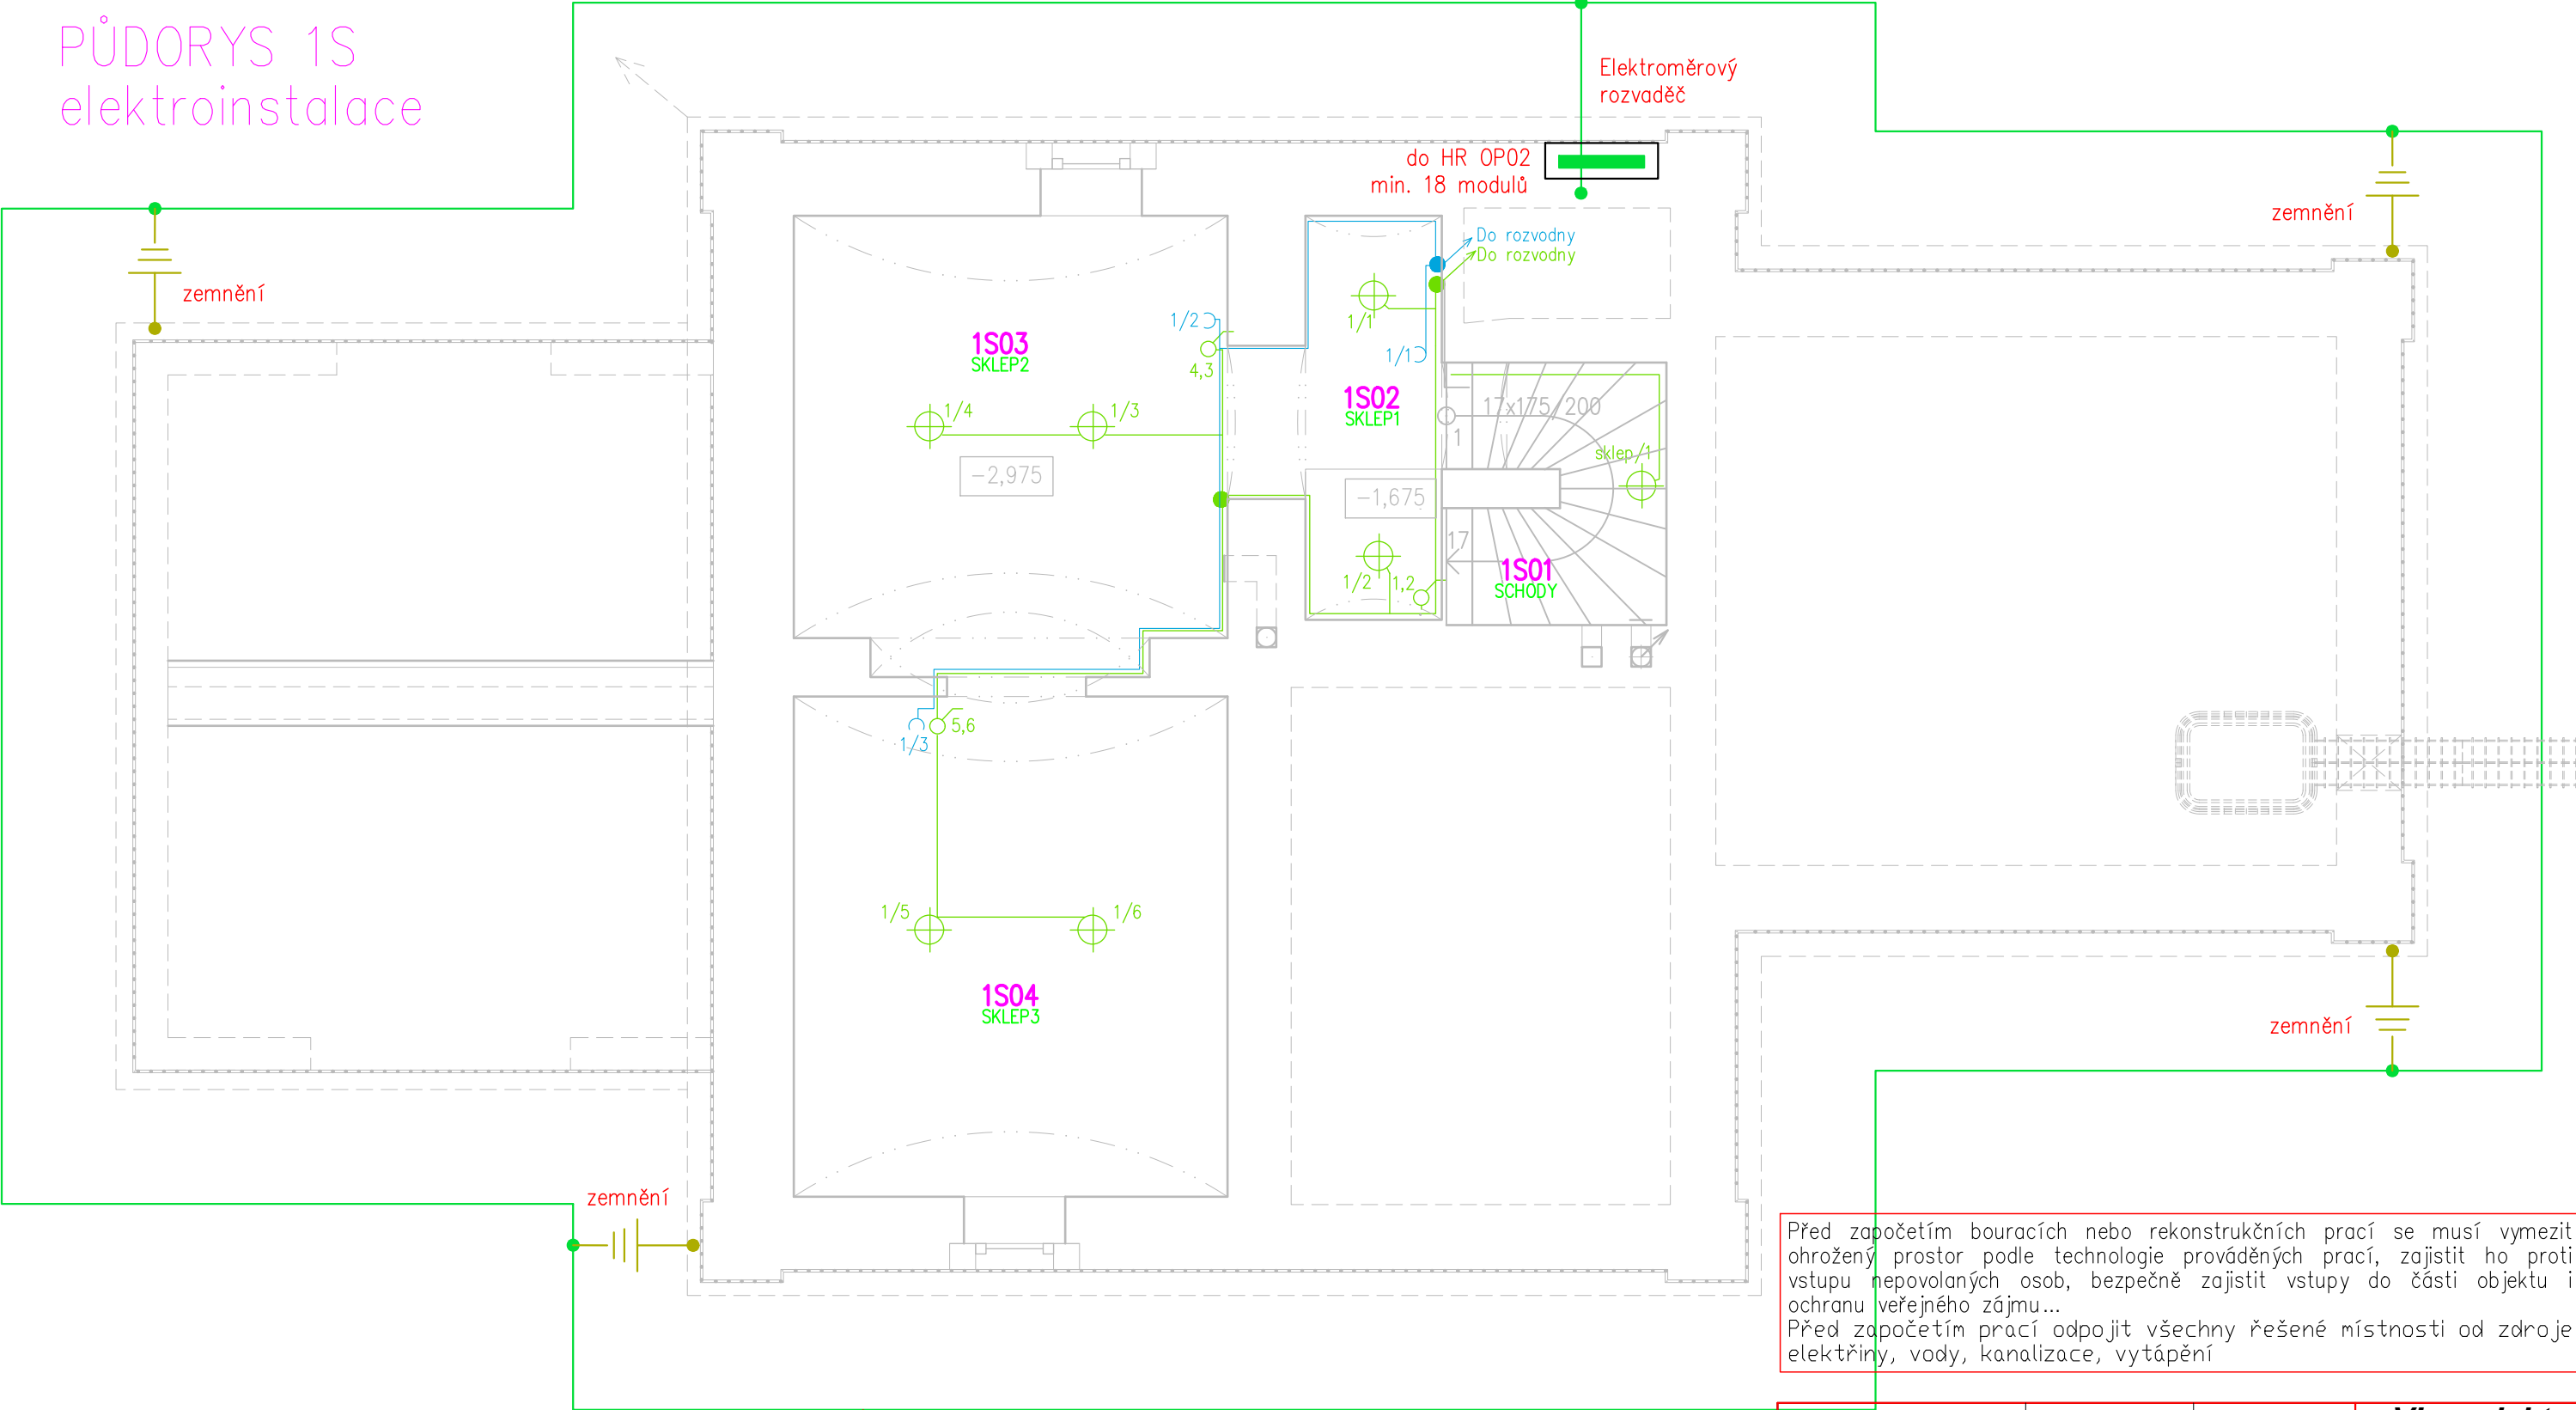 PŮDORYS 1S
elektroinstalace
Elektroměrový
rozvaděč
do HR OP02
min. 18 modulů
zemnění
zemnění
Do rozvodny
Do rozvodny
1/2
4,3
1/1
1/1
1S03
SKLEP2
1/4
1/3
1S02
SKLEP1
17x175/200
1
sklep/1
-2,975
-1,675
17
1/2
1,2
1S01
SCHODY
5,6
1/3
1/5
1/6
1S04
SKLEP3
zemnění
zemnění
Před započetím bouracích nebo rekonstrukčních prací se musí vymezit
ohrožený prostor podle technologie prováděných prací, zajistit ho proti
vstupu nepovolaných osob, bezpečně zajistit vstupy do části objektu i
ochranu veřejného zájmu...
Před započetím prací odpojit všechny řešené místnosti od zdroje
elektřiny, vody, kanalizace, vytápění